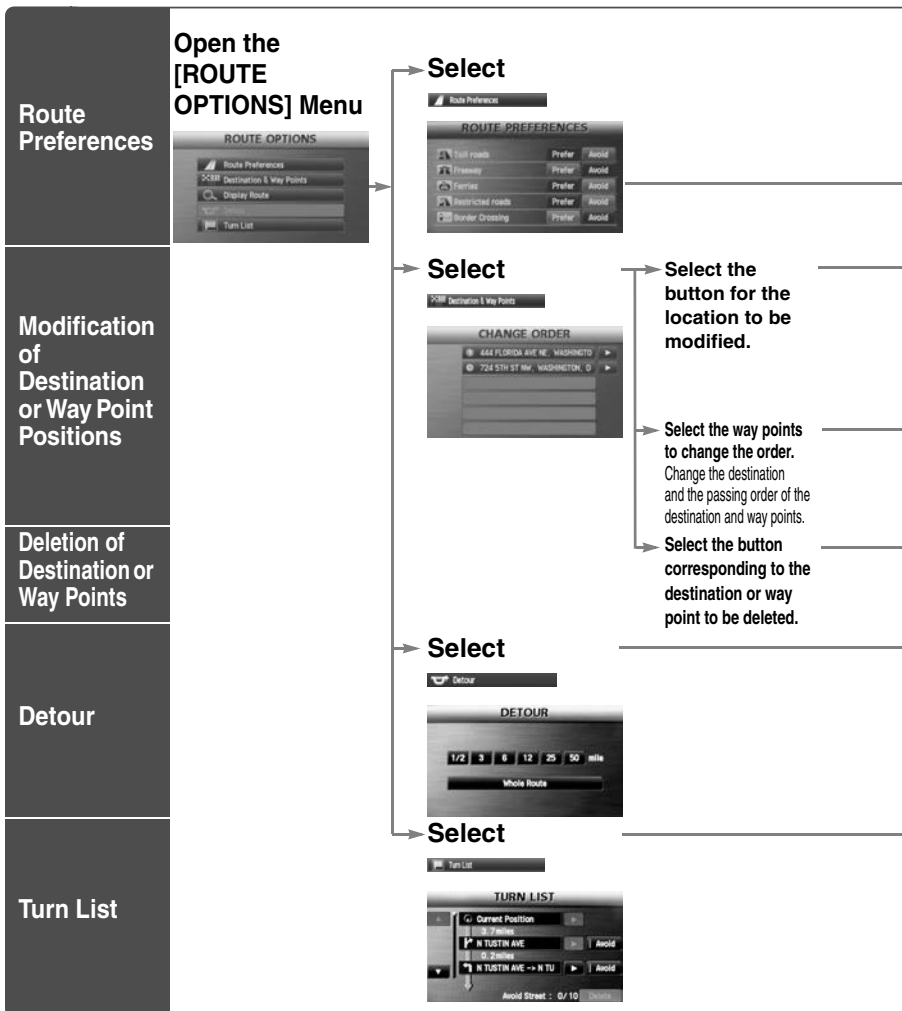 Route
Preferences
Open the
[ROUTE
OPTIONS] Menu
ROUTE OPTIONS
Route Preferences
Destination & Way Points
Display Route
Detour
Turn List
Select
Route Preferences
ROUTE PREFERENCES
Toll roads Prefer Avoid
Freeway Prefer Avoid
Ferries Prefer Avoid
Restricted roads Prefer Avoid
Border Crossing Prefer Avoid
Modification
of
Destination
or Way Point
Positions
Select
Destination & Way Points
CHANGE ORDER
444 FLORIDA AVE NE, WASHINGTO
724 5TH ST NW, WASHINGTON, D
Select the
button for the
location to be
modified.
Select the way points
to change the order.
Change the destination
and the passing order of the
destination and way points.
Deletion of
Destination or
Way Points
Select the button
corresponding to the
destination or way
point to be deleted.
Detour
Select
Detour
DETOUR
1/2 3 6 12 25 50 mile
Whole Route
Turn List
Select
Turn List
TURN LIST
Current Position
3.7miles
N TUSTIN AVE Avoid
0.2miles
N TUSTIN AVE -> N TU Avoid
Avoid Street : 0/10 Delete